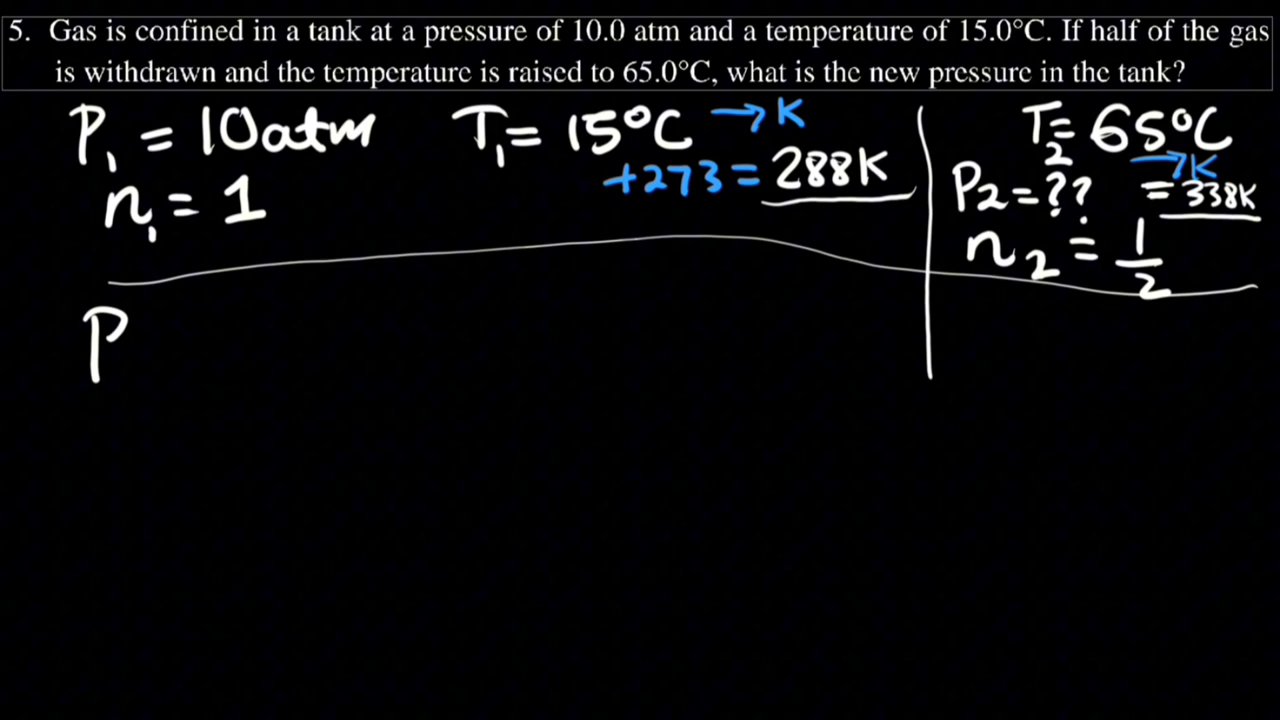 5. Gas is confined in a tank at a pressure of 10.0 atm and a temperature of 15.0°C. If half of the gas
is withdrawn and the temperature is raised to 65.0°C, what is the new pressure in the tank?
P₁ = 10atm T₁ = 15°C → K
+273 = 288K
n₁ = 1
T₂ = 65°C
→K
P₂ = ?? = 338K
n₂ = 1/2
P